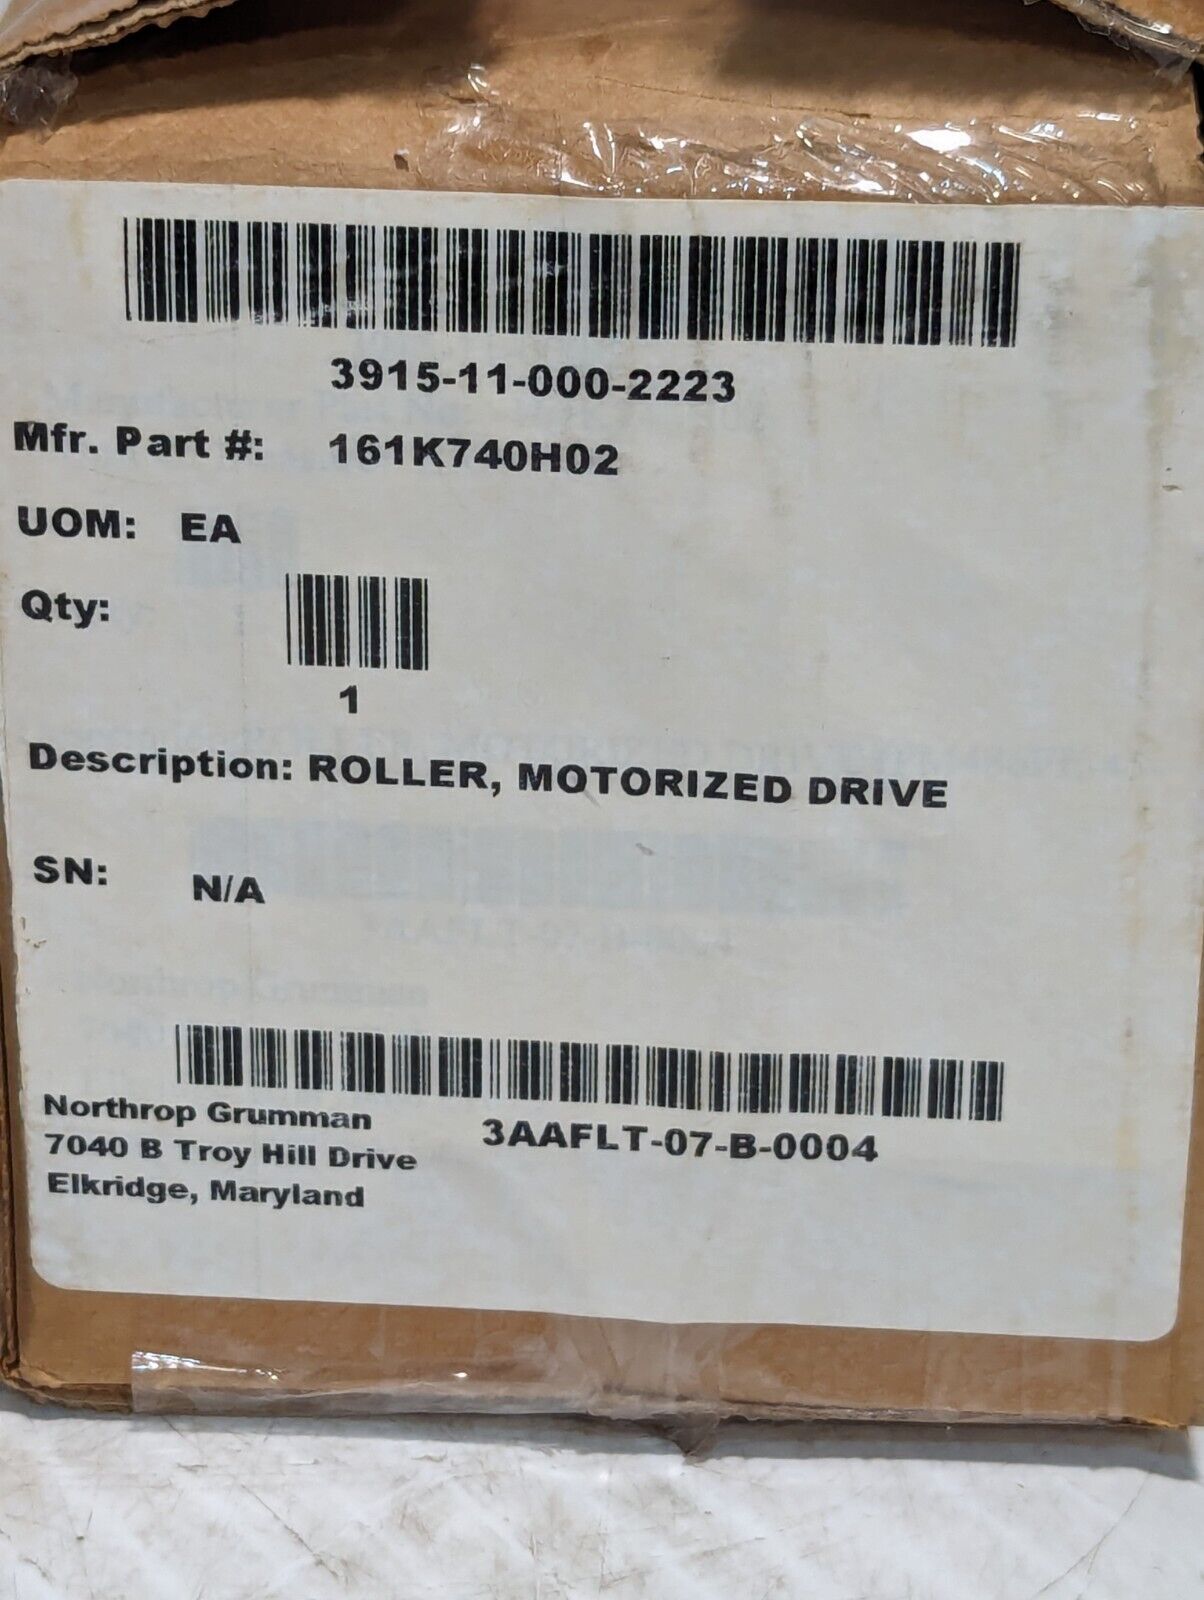 3915-11-000-2223
Mfr. Part #: 161K740H02
UOM: EA
Qty:
1
Description: ROLLER, MOTORIZED DRIVE
SN: N/A
Northrop Grumman
7040 B Troy Hill Drive
Elkridge, Maryland
3AAFLT-07-B-0004